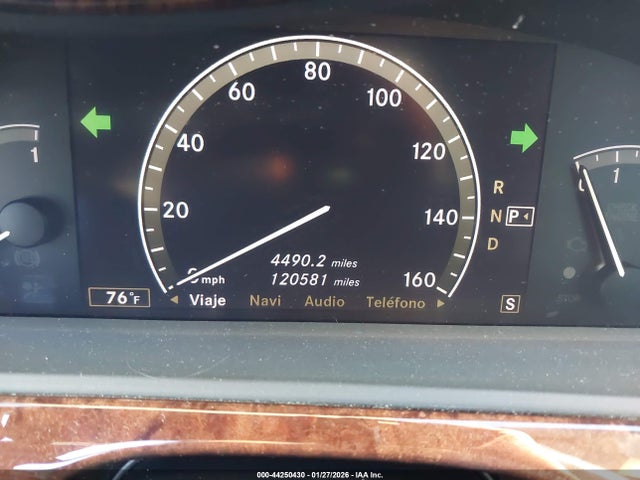 80
60
100
40
120
1
1
0
20
140
R
N P
D
4490.2 miles
120581 miles
0 mph
160
76°F
Viaje Navi Audio Teléfono
S
000-44250430 - 01/27/2026 - IAA Inc.